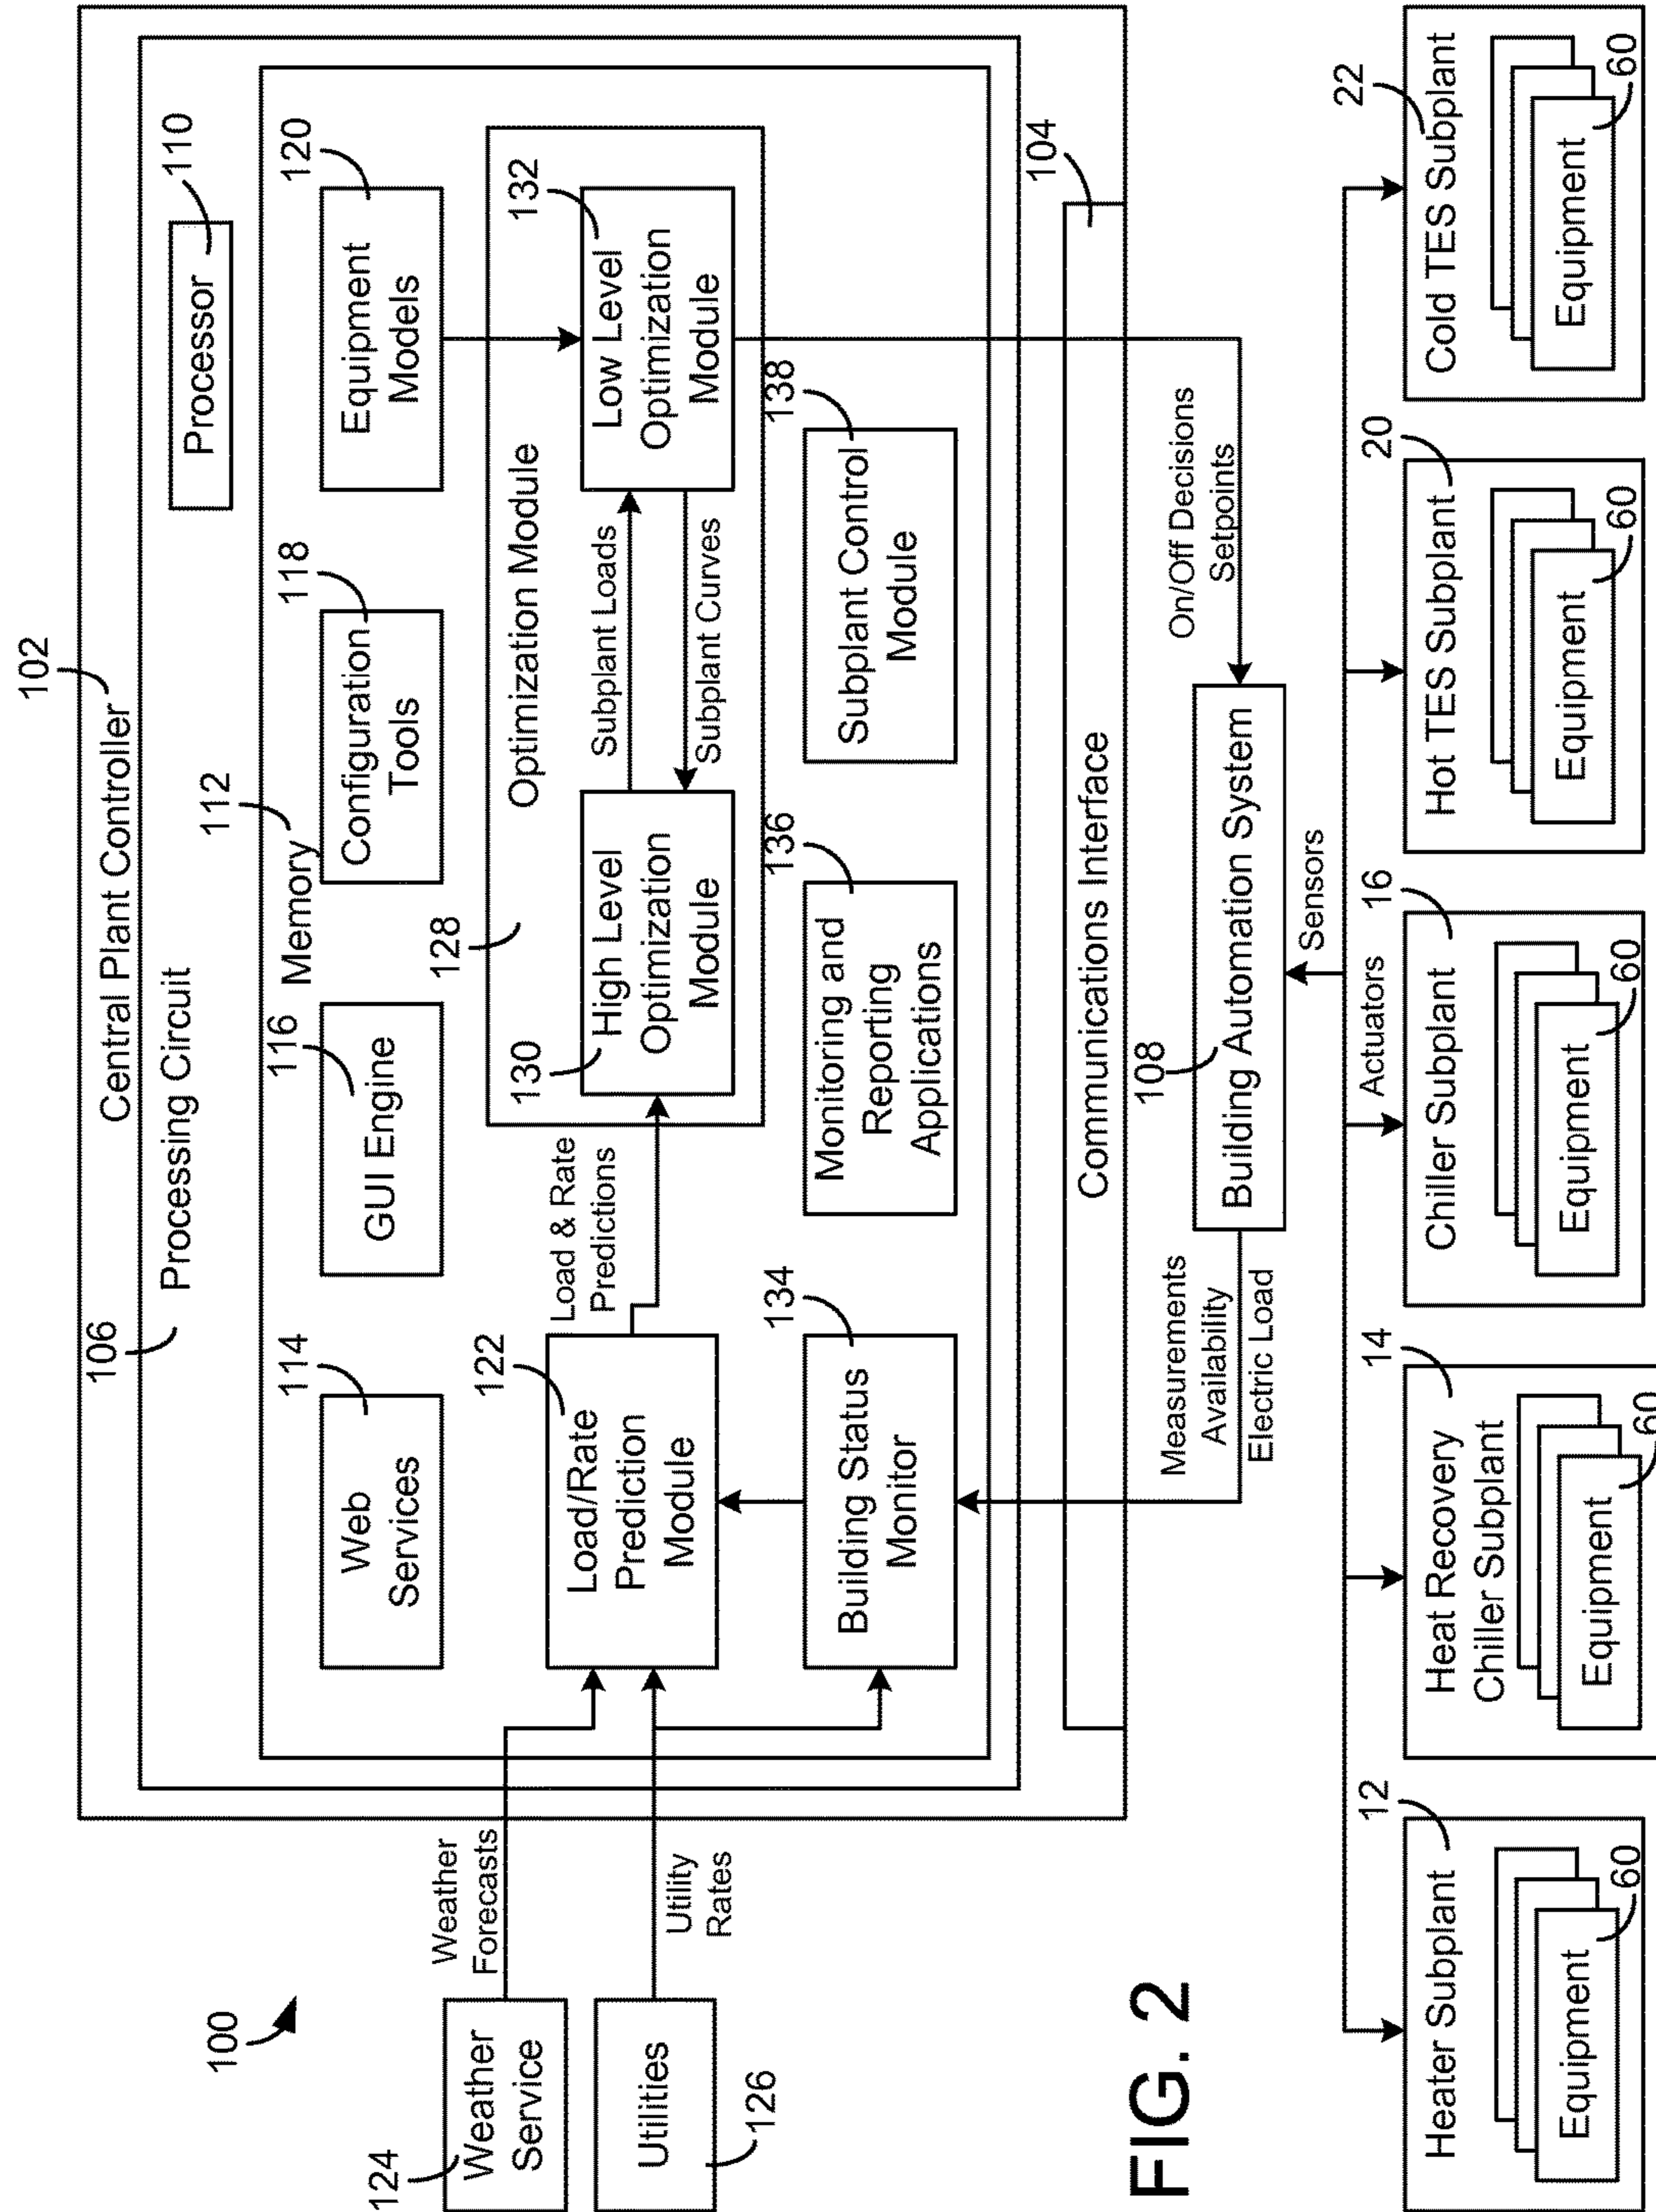 100
102
Central Plant Controller
106
Processing Circuit
Processor
110
112
Memory
114
Web
Services
116
GUI Engine
118
Configuration
Tools
120
Equipment
Models
124
Weather
Service
Weather
Forecasts
Utilities
126
Utility
Rates
122
Load/Rate
Prediction
Module
Load & Rate
Predictions
128
Optimization Module
130
High Level
Optimization
Module
Subplant Loads
Subplant Curves
132
Low Level
Optimization
Module
134
Building Status
Monitor
136
Monitoring and
Reporting
Applications
138
Subplant Control
Module
Communications Interface
104
Measurements
Availability
Electric Load
108
Building Automation System
On/Off Decisions
Setpoints
Actuators
Sensors
12
Heater Subplant
Equipment
60
14
Heat Recovery
Chiller Subplant
Equipment
60
16
Chiller Subplant
Equipment
60
20
Hot TES Subplant
Equipment
60
22
Cold TES Subplant
Equipment
60
FIG. 2